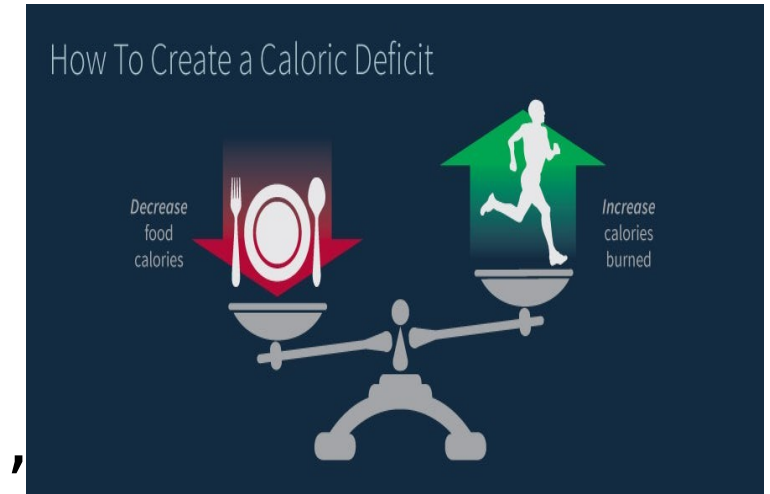 How To Create a Caloric Deficit
Decrease
food
calories
Increase
calories
burned
,